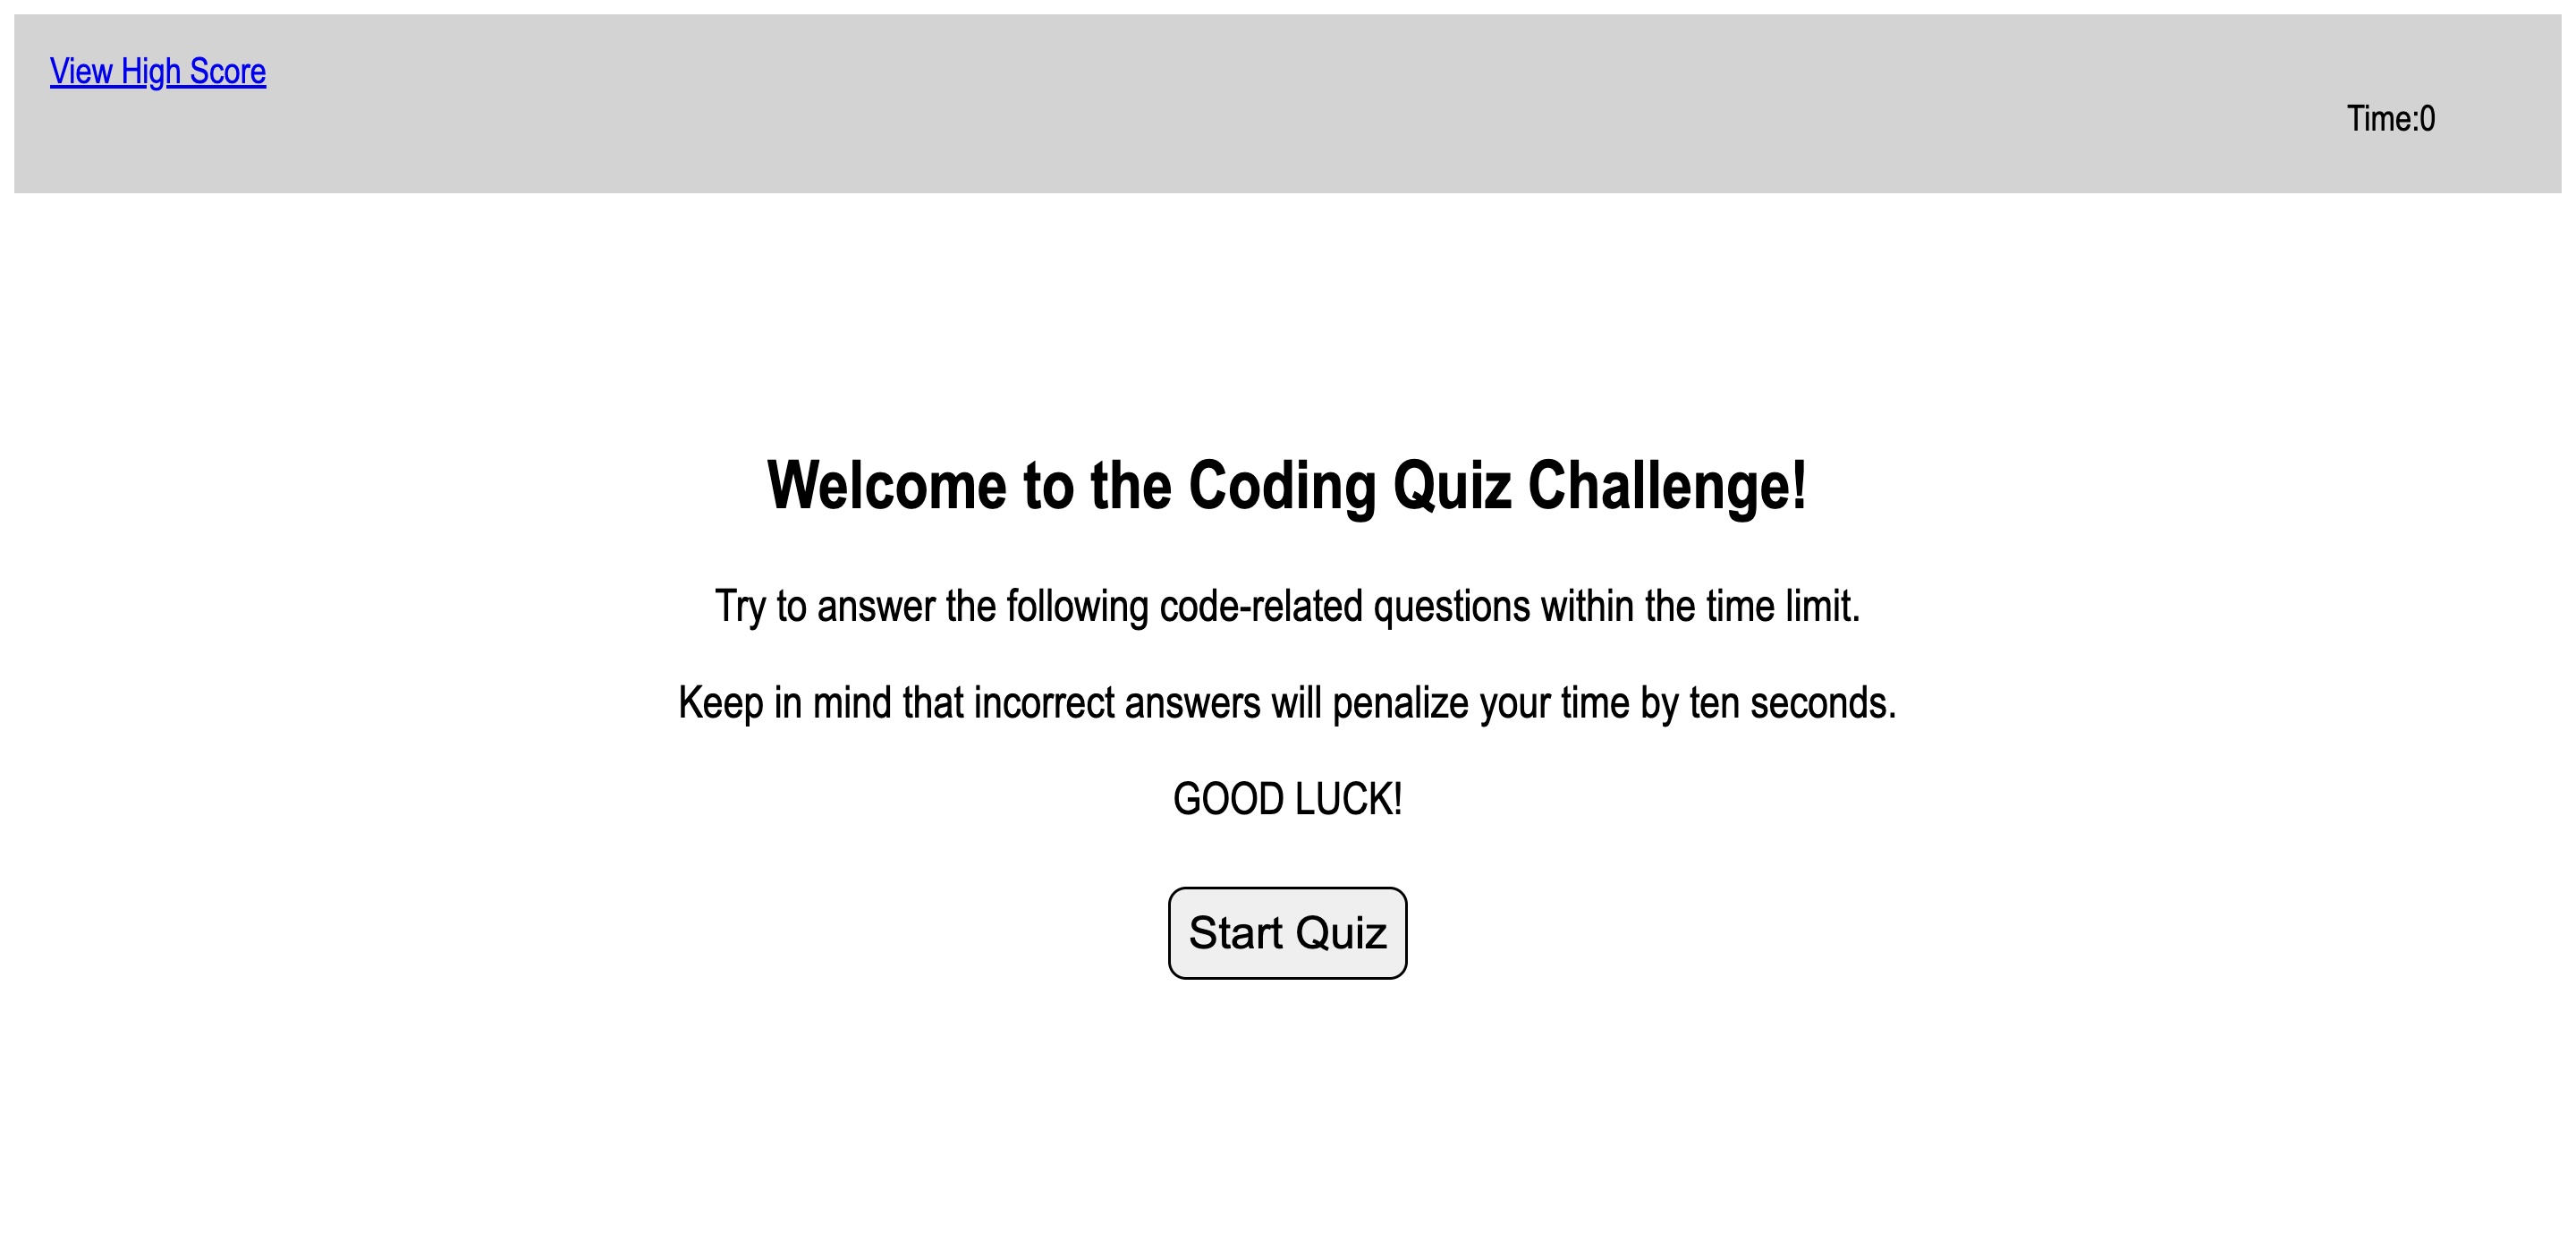 View High Score
Time:0
Welcome to the Coding Quiz Challenge!
Try to answer the following code-related questions within the time limit.
Keep in mind that incorrect answers will penalize your time by ten seconds.
GOOD LUCK!
Start Quiz